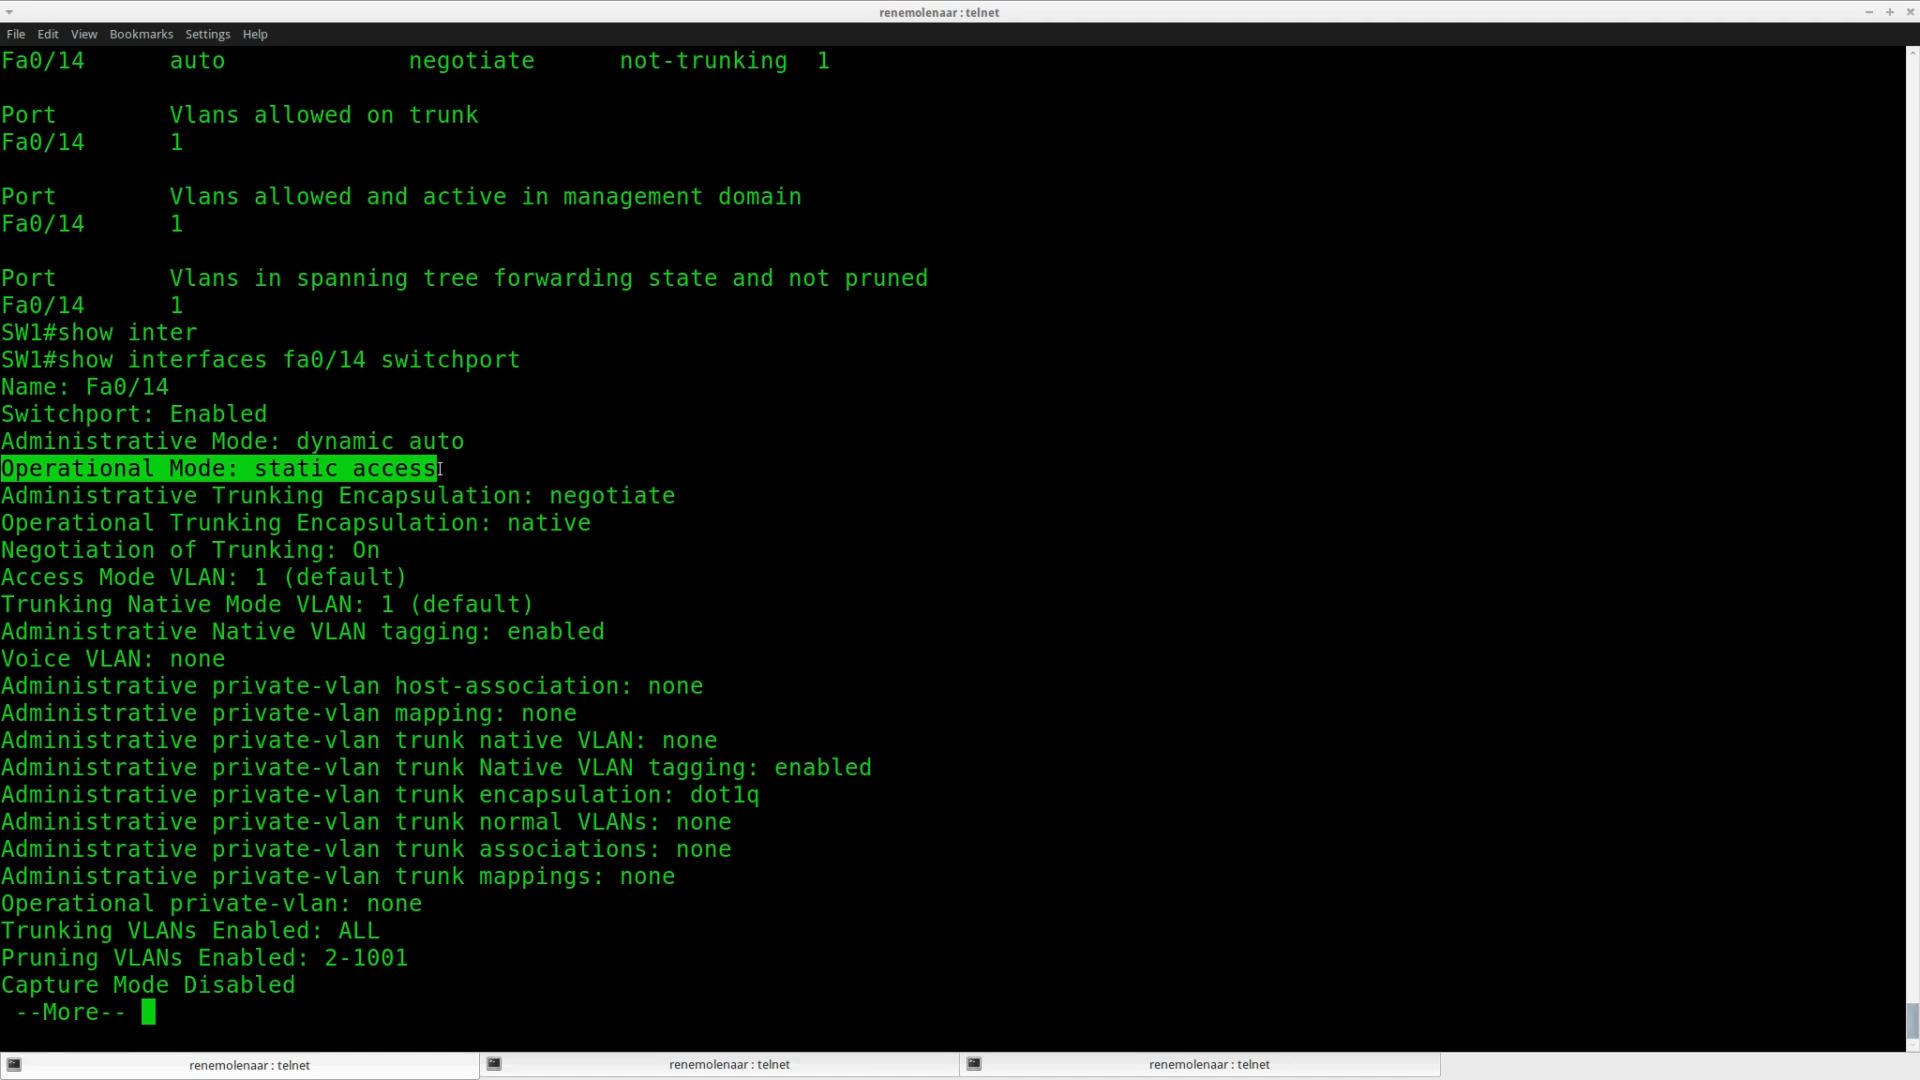 renemolenaar : telnet
File Edit View Bookmarks Settings Help
Fa0/14      auto             negotiate      not-trunking  1
Port        Vlans allowed on trunk
Fa0/14      1
Port        Vlans allowed and active in management domain
Fa0/14      1
Port        Vlans in spanning tree forwarding state and not pruned
Fa0/14      1
SW1#show inter
SW1#show interfaces fa0/14 switchport
Name: Fa0/14
Switchport: Enabled
Administrative Mode: dynamic auto
Operational Mode: static access
Administrative Trunking Encapsulation: negotiate
Operational Trunking Encapsulation: native
Negotiation of Trunking: On
Access Mode VLAN: 1 (default)
Trunking Native Mode VLAN: 1 (default)
Administrative Native VLAN tagging: enabled
Voice VLAN: none
Administrative private-vlan host-association: none
Administrative private-vlan mapping: none
Administrative private-vlan trunk native VLAN: none
Administrative private-vlan trunk Native VLAN tagging: enabled
Administrative private-vlan trunk encapsulation: dot1q
Administrative private-vlan trunk normal VLANs: none
Administrative private-vlan trunk associations: none
Administrative private-vlan trunk mappings: none
Operational private-vlan: none
Trunking VLANs Enabled: ALL
Pruning VLANs Enabled: 2-1001
Capture Mode Disabled
 --More--
renemolenaar : telnet renemolenaar : telnet renemolenaar : telnet